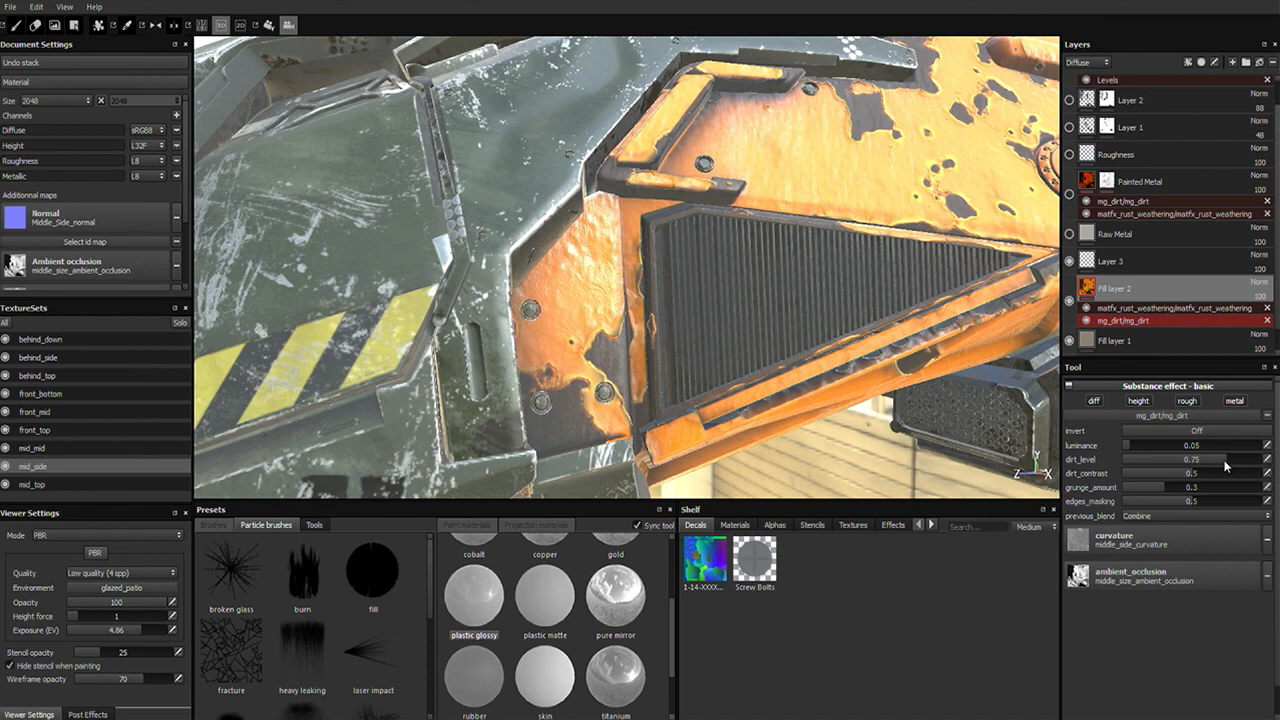 File Edit View Help
Document Settings
Undo stack
Material
Size 2048 2048
Channels
Diffuse sRGB8
Height L32F
Roughness L8
Metallic L8
Additionnal maps
Normal
Middle_Side_normal
Select id map
Ambient occlusion
middle_size_ambient_occlusion
TextureSets
All Solo
behind_down
behind_side
behind_top
front_bottom
front_mid
front_top
mid_mid
mid_side
mid_top
Viewer Settings
Mode PBR
PBR
Quality Low quality (4 spp)
Environment glazed_patio
Opacity 100
Height force 1
Exposure (EV) 4.86
Stencil opacity 25
Hide stencil when painting
Wireframe opacity 70
Viewer Settings Post Effects
3D 2D
Z Y X
Presets
Brushes Particle brushes Tools
broken glass burn fill
fracture heavy leaking laser impact
Paint materials Projection materials Sync tool
cobalt copper gold
plastic glossy plastic matte pure mirror
rubber skin titanium
Shelf
Decals Materials Alphas Stencils Textures Effects Search... Medium
1-14-XXXX... Screw Bolts
Layers
Diffuse
Levels
Layer 2 Norm 88
Layer 1 Norm 48
Roughness Norm 100
Painted Metal Norm 100
mg_dirt/mg_dirt
matfx_rust_weathering/matfx_rust_weathering
Raw Metal Norm 100
Layer 3 Norm 100
Fill layer 2 Norm 100
matfx_rust_weathering/matfx_rust_weathering
mg_dirt/mg_dirt
Fill layer 1 Norm 100
Tool
Substance effect - basic
diff height rough metal
mg_dirt/mg_dirt
invert Off
luminance 0.05
dirt_level 0.75
dirt_contrast 0.5
grunge_amount 0.3
edges_masking 0.5
previous_blend Combine
curvature
middle_side_curvature
ambient_occlusion
middle_size_ambient_occlusion